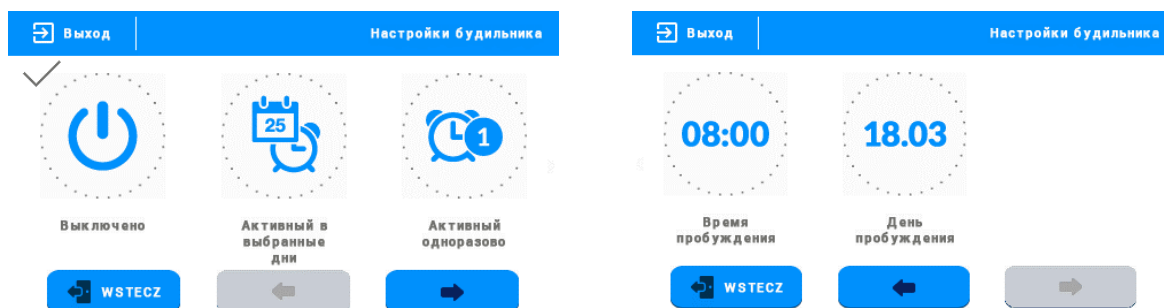 Выход
Настройки будильника
25
1
Выключено
Активный в
выбранные
дни
Активный
одноразово
WSTECZ
Выход
Настройки будильника
08:00
18.03
Время
пробуждения
День
пробуждения
WSTECZ